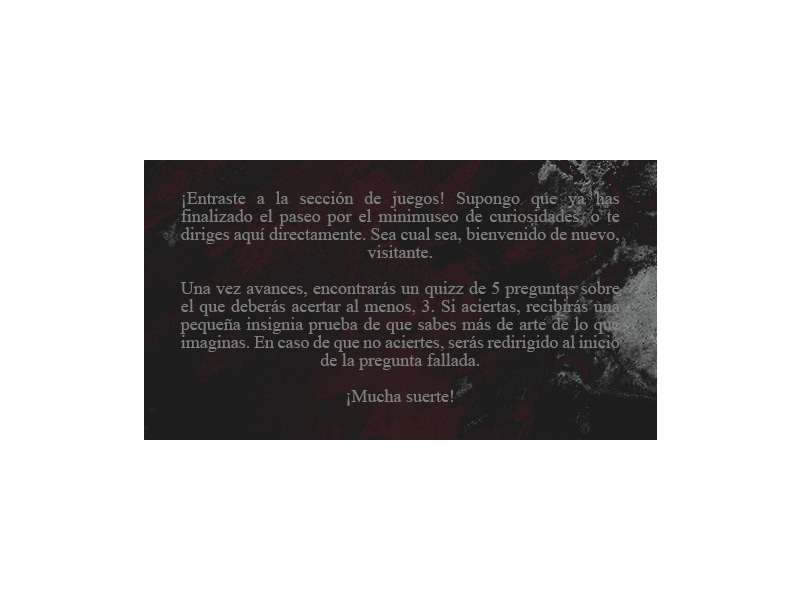 ¡Entraste a la sección de juegos! Supongo que ya has
finalizado el paseo por el minimuseo de curiosidades, o te
diriges aquí directamente. Sea cual sea, bienvenido de nuevo,
visitante.
Una vez avances, encontrarás un quizz de 5 preguntas sobre
el que deberás acertar al menos, 3. Si aciertas, recibirás una
pequeña insignia prueba de que sabes más de arte de lo que
imaginas. En caso de que no aciertes, serás redirigido al inicio
de la pregunta fallada.
¡Mucha suerte!